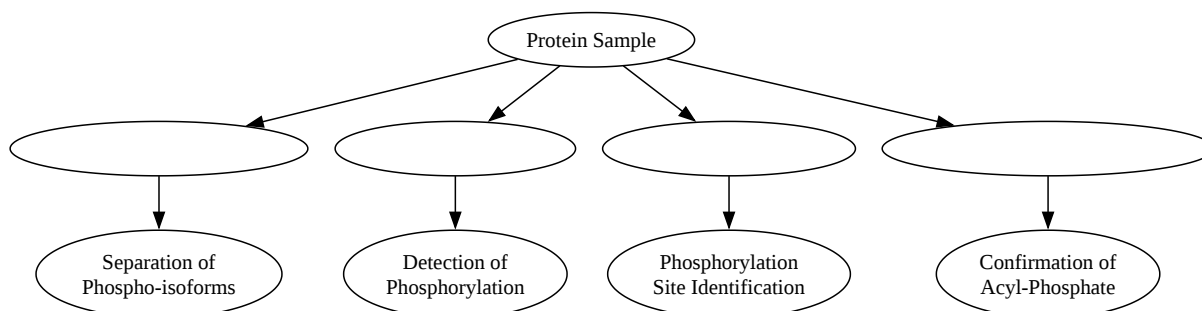 Protein Sample
Separation of
Phospho-isoforms
Detection of
Phosphorylation
Phosphorylation
Site Identification
Confirmation of
Acyl-Phosphate